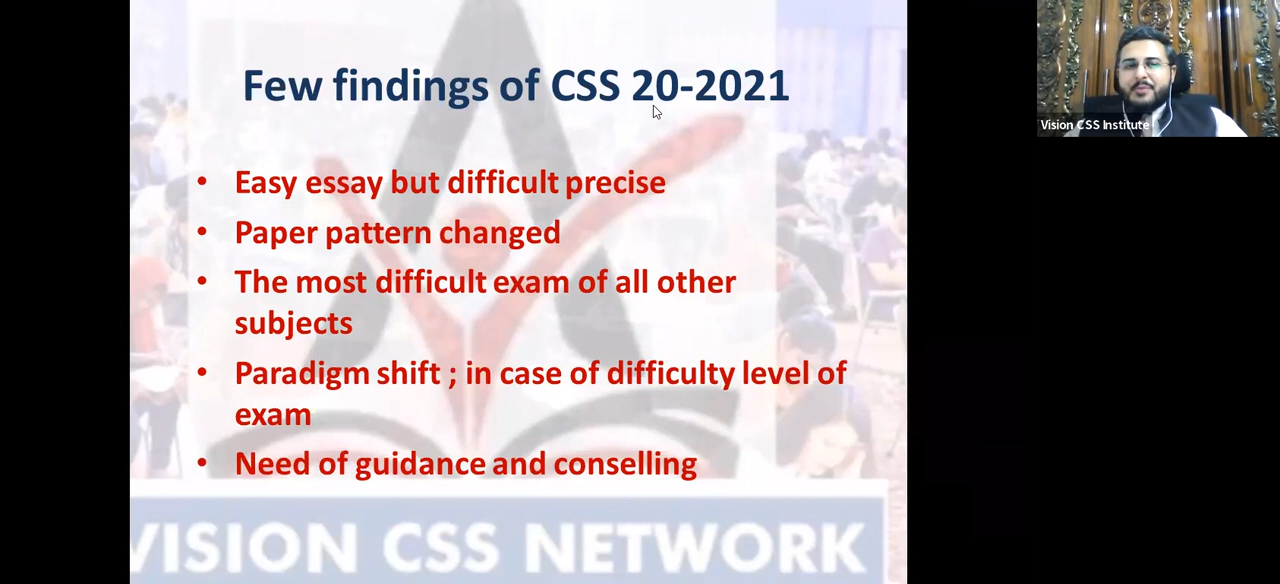 Few findings of CSS 20-2021
• Easy essay but difficult precise
• Paper pattern changed
• The most difficult exam of all other
subjects
• Paradigm shift ; in case of difficulty level of
exam
• Need of guidance and conselling
VISION CSS NETWORK
Vision CSS Institute